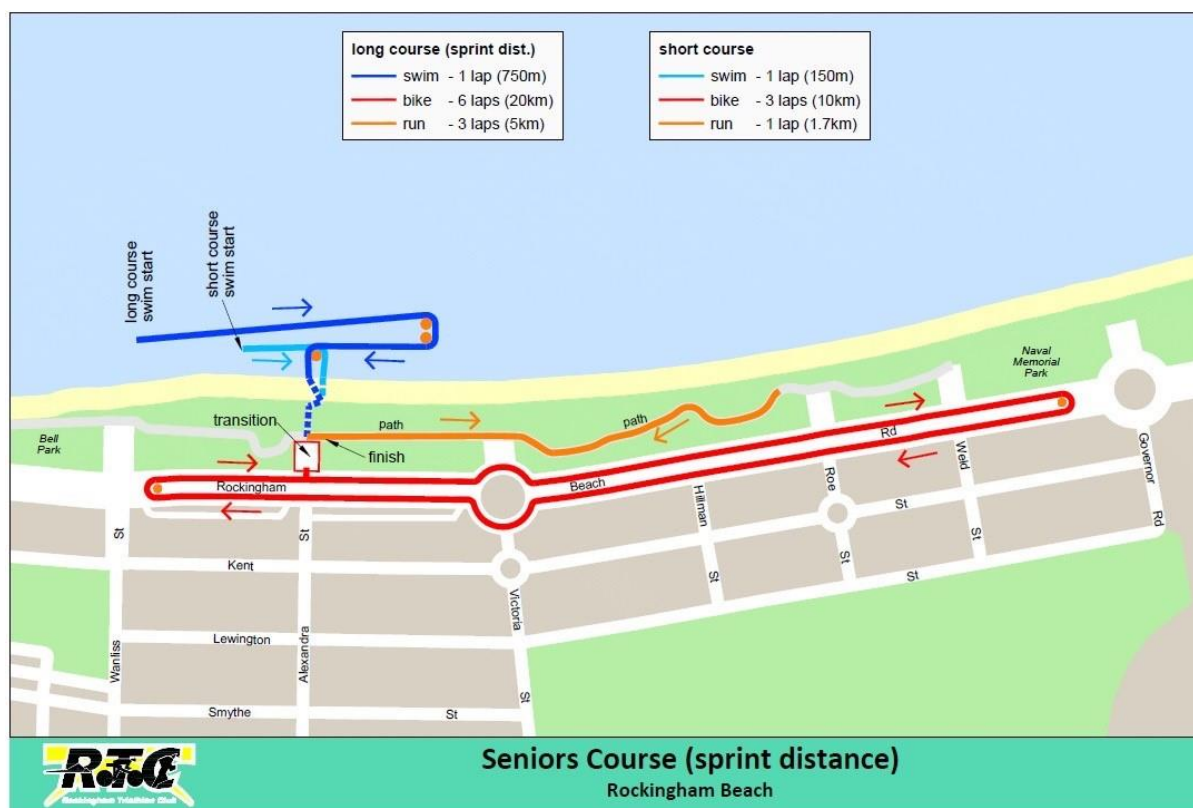 long course (sprint dist.)
swim - 1 lap (750m)
bike - 6 laps (20km)
run - 3 laps (5km)
short course
swim - 1 lap (150m)
bike - 3 laps (10km)
run - 1 lap (1.7km)
long course
swim start
short course
swim start
Naval
Memorial
Park
transition
path
path
finish
Bell
Park
Rockingham
Beach
Rd
Weld
St
Governor
Rd
Roe
St
Hillman
St
St
St
Kent
Victoria
St
Lewington
Wanliss
St
Alexandra
St
Smythe
St
RTC
Rockingham Triathlon Club
Seniors Course (sprint distance)
Rockingham Beach